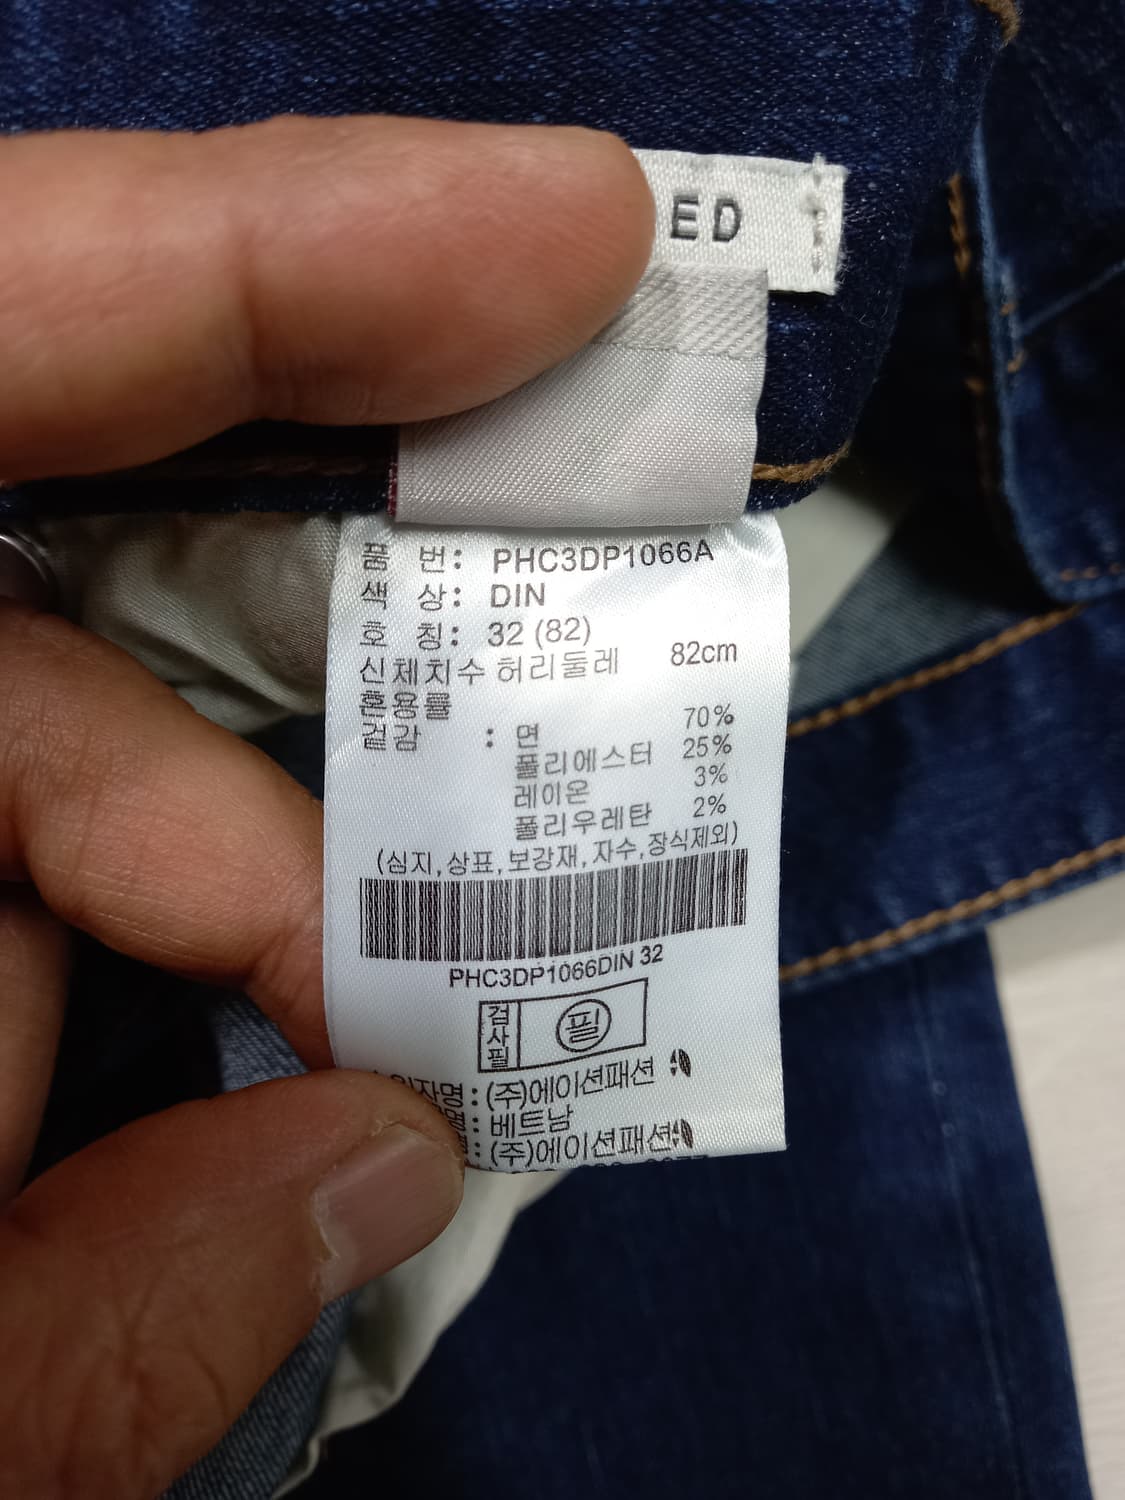 ED
품 번: PHC3DP1066A
색 상: DIN
호 칭: 32 (82)
신체치수 허리둘레 82cm
혼용률
겉감 : 면 70%
폴리에스터 25%
레이온 3%
폴리우레탄 2%
(심지,상표,보강재,자수,장식제외)
PHC3DP1066DIN 32
검사필 필
자명: (주)에이션패션
명: 베트남
: (주)에이션패션